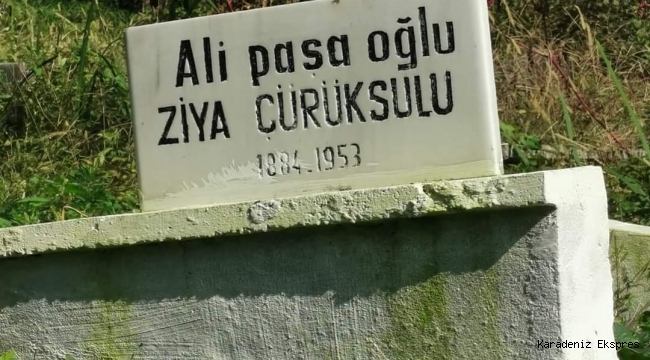 Ali paşa oğlu
ZİYA ÇÜRÜKSULU
1884-1953
Karadeniz Ekspres